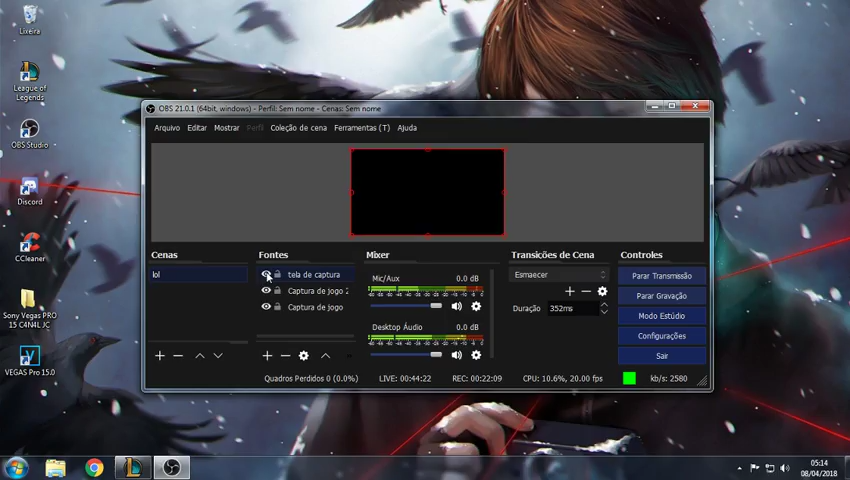 Lixeira
League of
Legends
OBS Studio
Discord
CCleaner
Sony Vegas PRO
15 C4N4L JC
VEGAS Pro 15.0
OBS 21.0.1 (64bit, windows) - Perfil: Sem nome - Cenas: Sem nome
Arquivo Editar Mostrar Perfil Coleção de cena Ferramentas (T) Ajuda
Cenas Fontes Mixer Transições de Cena Controles
lol
tela de captura
Captura de jogo 2
Captura de jogo
Mic/Aux 0.0 dB
Desktop Áudio 0.0 dB
Esmaecer
Duração 352ms
Parar Transmissão
Parar Gravação
Modo Estúdio
Configurações
Sair
Quadros Perdidos 0 (0.0%) LIVE: 00:44:22 REC: 00:22:09 CPU: 10.6%, 20.00 fps kb/s: 2580
05:14
08/04/2018